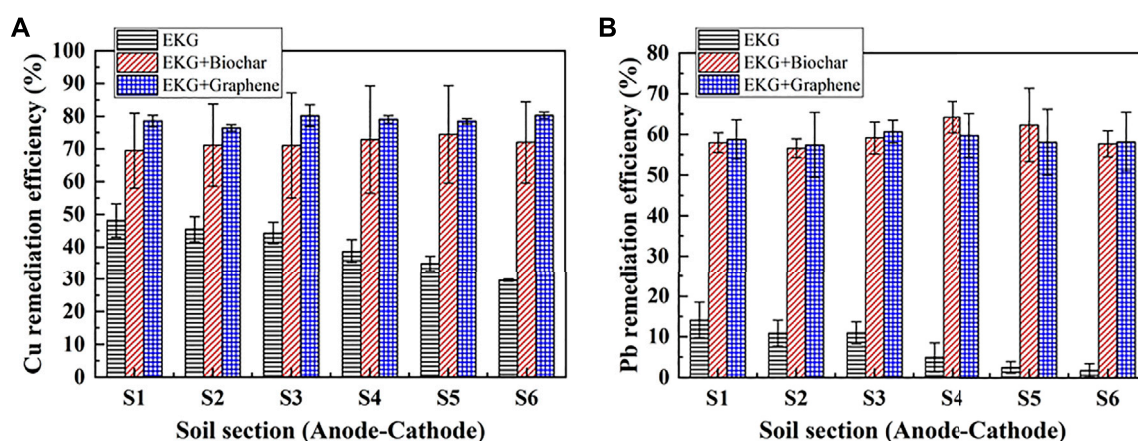 A
Cu remediation efficiency (%)
100
90
80
70
60
50
40
30
20
10
0
EKG
EKG+Biochar
EKG+Graphene
S1 S2 S3 S4 S5 S6
Soil section (Anode-Cathode)
B
Pb remediation efficiency (%)
80
70
60
50
40
30
20
10
0
EKG
EKG+Biochar
EKG+Graphene
S1 S2 S3 S4 S5 S6
Soil section (Anode-Cathode)